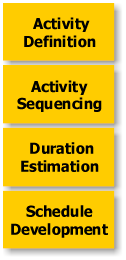 Activity
Definition
Activity
Sequencing
Duration
Estimation
Schedule
Development